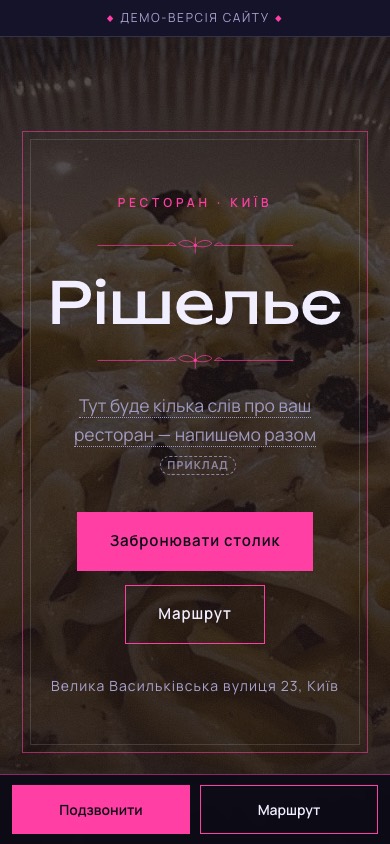 ДЕМО-ВЕРСІЯ САЙТУ
РЕСТОРАН · КИЇВ
Рішельє
Тут буде кілька слів про ваш
ресторан — напишемо разом
ПРИКЛАД
Забронювати столик
Маршрут
Велика Васильківська вулиця 23, Київ
Подзвонити
Маршрут